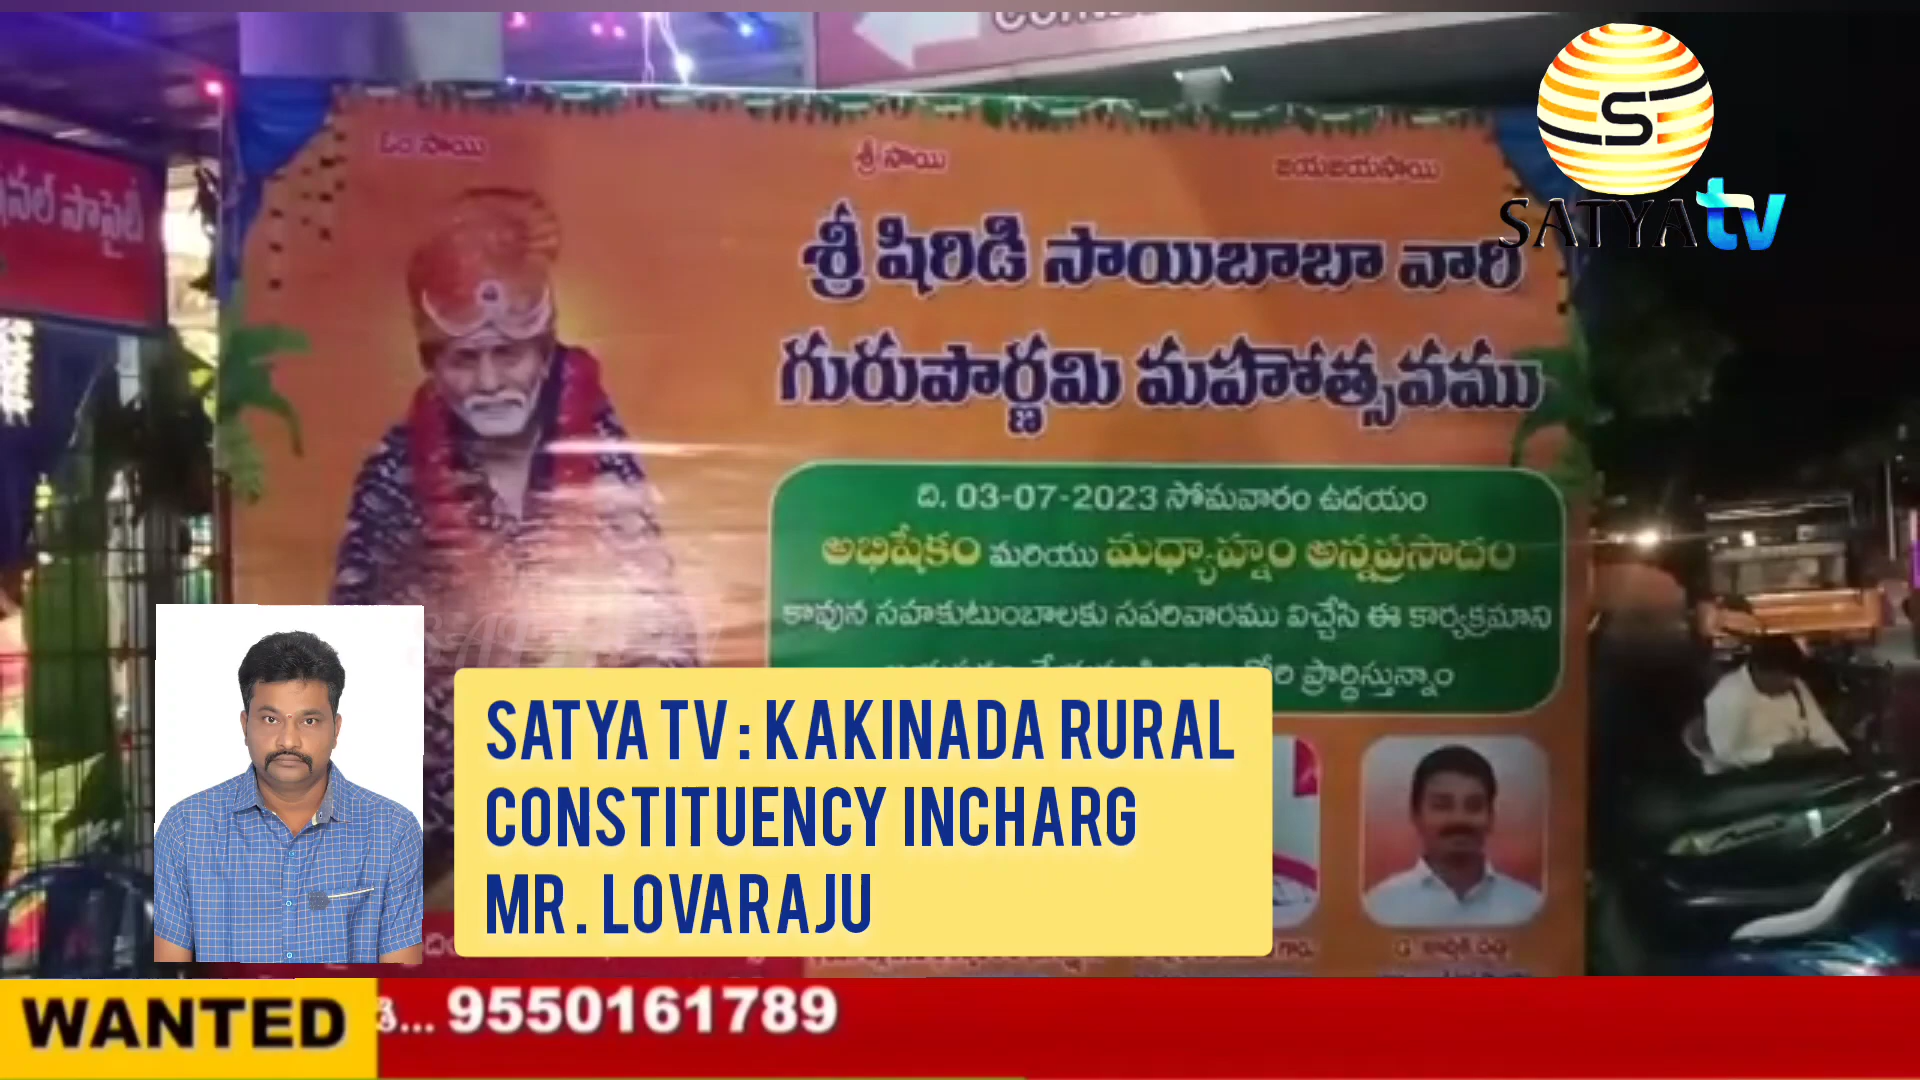 ఓం సాయి
శ్రీ సాయి
జయజయసాయి
S
SATYA tv
సొసైటీ
శ్రీ షిరిడి సాయిబాబా వారి
గురుపౌర్ణమి మహోత్సవము
ది. 03-07-2023 సోమవారం ఉదయం
అభిషేకం మరియు మధ్యాహ్నం అన్నప్రసాదం
కావున సహకుటుంబాలకు సపరివారము విచ్చేసి ఈ కార్యక్రమాని
ప్రార్థిస్తున్నాం
SATYA TV : KAKINADA RURAL
CONSTITUENCY INCHARG
MR. LOVARAJU
గారు
WANTED ... 9550161789